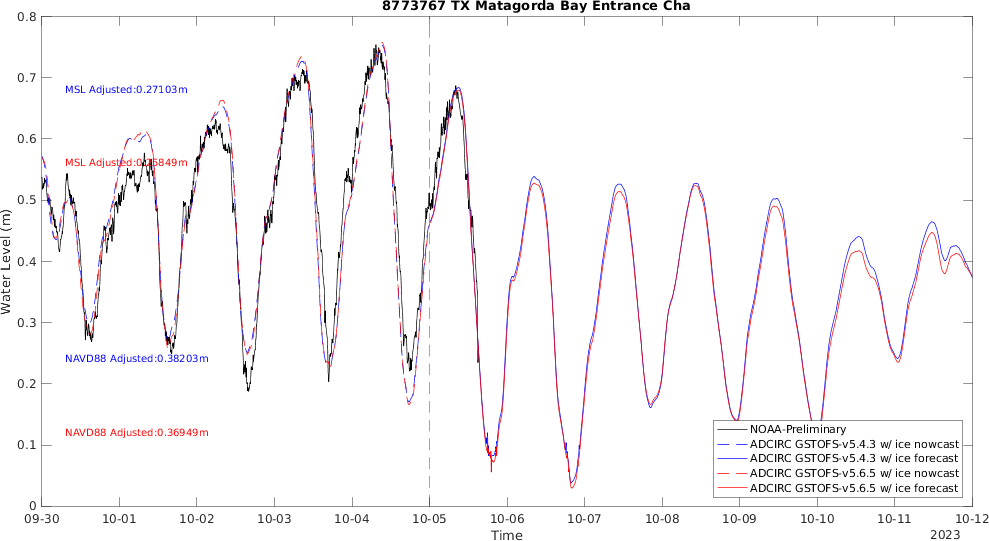 8773767 TX Matagorda Bay Entrance Cha
0.8
0.7
0.6
0.5
0.4
0.3
0.2
0.1
0
Water Level (m)
MSL Adjusted:0.27103m
MSL Adjusted:0.25849m
NAVD88 Adjusted:0.38203m
NAVD88 Adjusted:0.36949m
NOAA-Preliminary
ADCIRC GSTOFS-v5.4.3 w/ ice nowcast
ADCIRC GSTOFS-v5.4.3 w/ ice forecast
ADCIRC GSTOFS-v5.6.5 w/ ice nowcast
ADCIRC GSTOFS-v5.6.5 w/ ice forecast
09-30 10-01 10-02 10-03 10-04 10-05 10-06 10-07 10-08 10-09 10-10 10-11 10-12
Time
2023